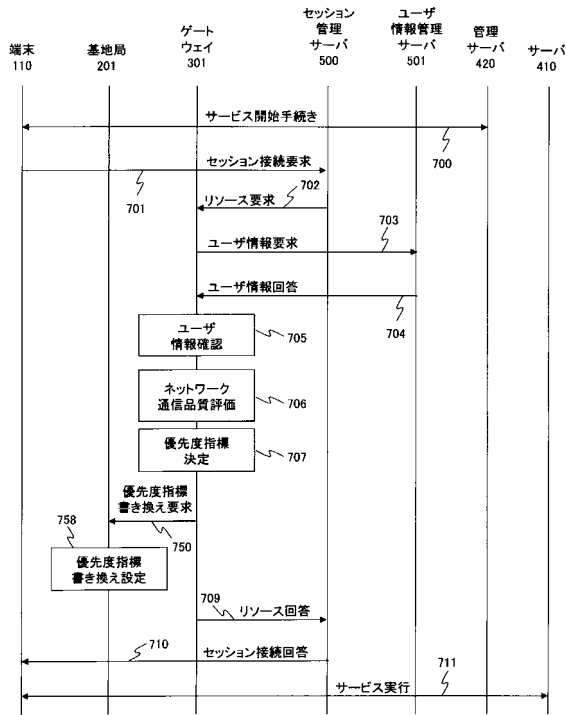 端末
110
基地局
201
ゲート
ウェイ
301
セッション
管理
サーバ
500
ユーザ
情報管理
サーバ
501
管理
サーバ
420
サーバ
410
サービス開始手続き
700
セッション接続要求
701
702
リソース要求
703
ユーザ情報要求
ユーザ情報回答
704
ユーザ
情報確認
705
ネットワーク
通信品質評価
706
優先度指標
決定
707
優先度指標
書き換え要求
750
758
優先度指標
書き換え設定
709
リソース回答
710
セッション接続回答
711
サービス実行